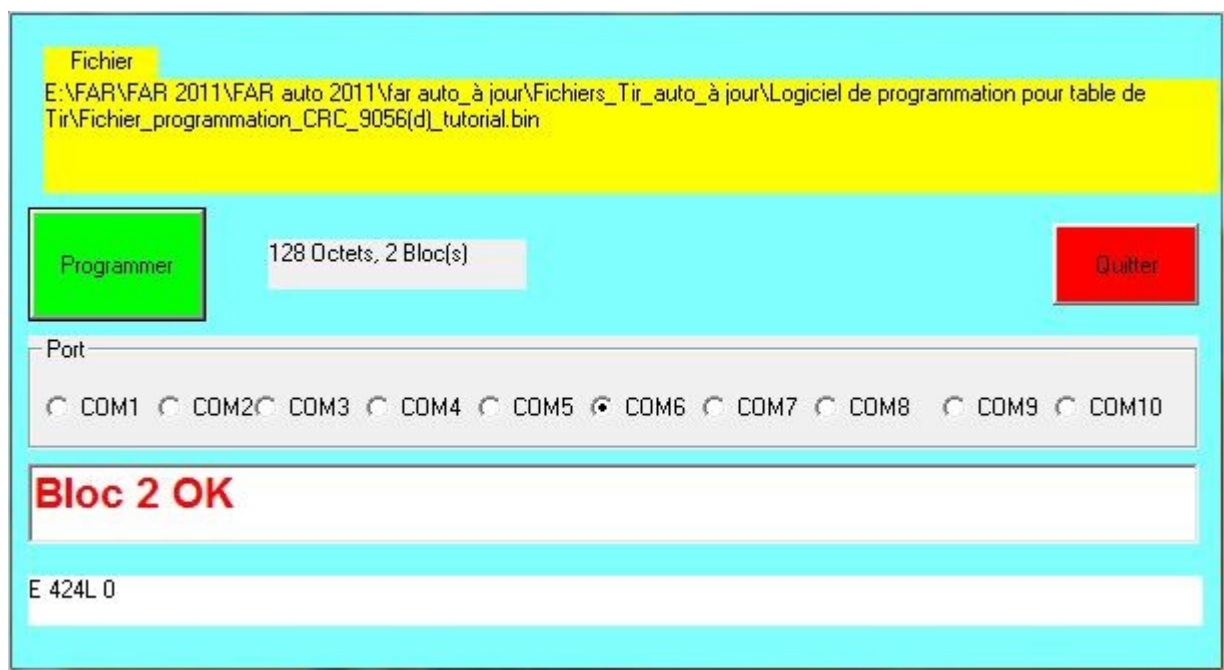 Fichier
E:\FAR\FAR 2011\FAR auto 2011\far auto_à jour\Fichiers_Tir_auto_à jour\Logiciel de programmation pour table de
Tir\Fichier_programmation_CRC_9056(d)_tutorial.bin
Programmer
128 Octets, 2 Bloc(s)
Quitter
Port
COM1 COM2 COM3 COM4 COM5 COM6 COM7 COM8 COM9 COM10
Bloc 2 OK
E 424L 0